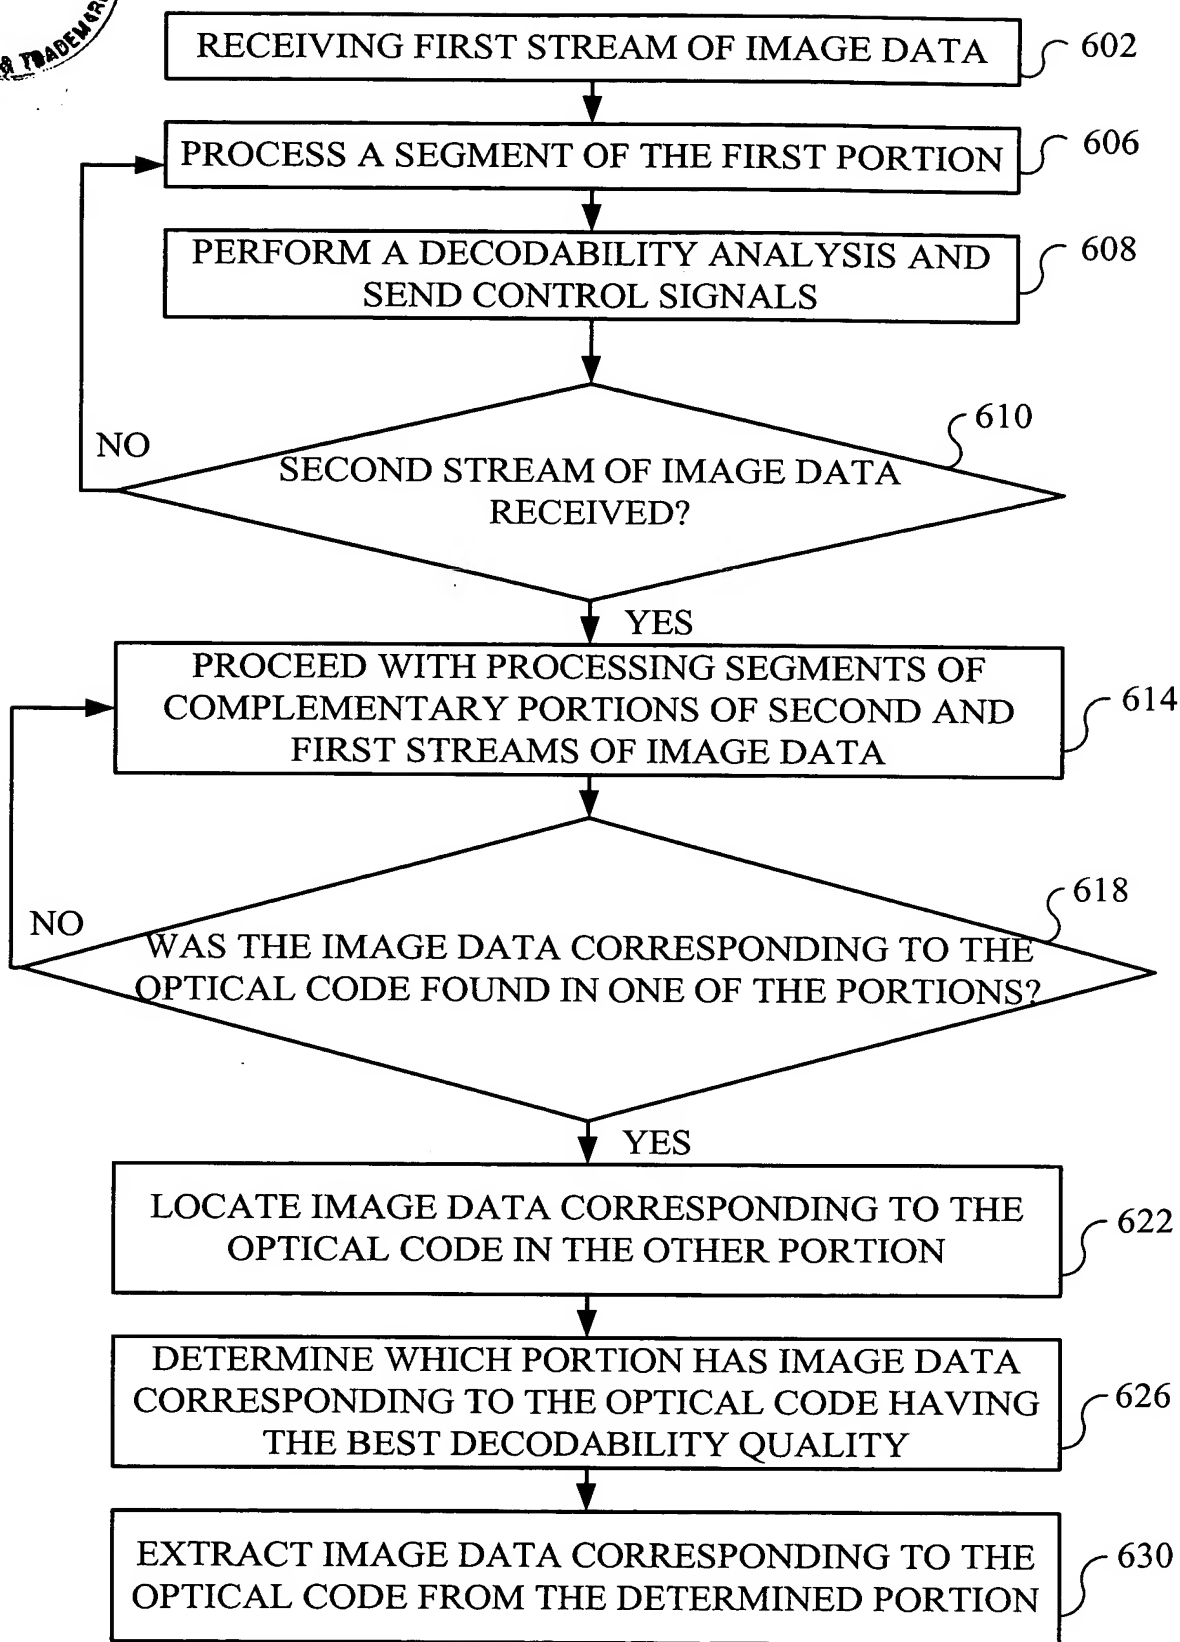 & TRADEMAR
RECEIVING FIRST STREAM OF IMAGE DATA
602
PROCESS A SEGMENT OF THE FIRST PORTION
606
PERFORM A DECODABILITY ANALYSIS AND
SEND CONTROL SIGNALS
608
610
NO
SECOND STREAM OF IMAGE DATA
RECEIVED?
YES
PROCEED WITH PROCESSING SEGMENTS OF
COMPLEMENTARY PORTIONS OF SECOND AND
FIRST STREAMS OF IMAGE DATA
614
618
NO
WAS THE IMAGE DATA CORRESPONDING TO THE
OPTICAL CODE FOUND IN ONE OF THE PORTIONS?
YES
LOCATE IMAGE DATA CORRESPONDING TO THE
OPTICAL CODE IN THE OTHER PORTION
622
DETERMINE WHICH PORTION HAS IMAGE DATA
CORRESPONDING TO THE OPTICAL CODE HAVING
THE BEST DECODABILITY QUALITY
626
EXTRACT IMAGE DATA CORRESPONDING TO THE
OPTICAL CODE FROM THE DETERMINED PORTION
630